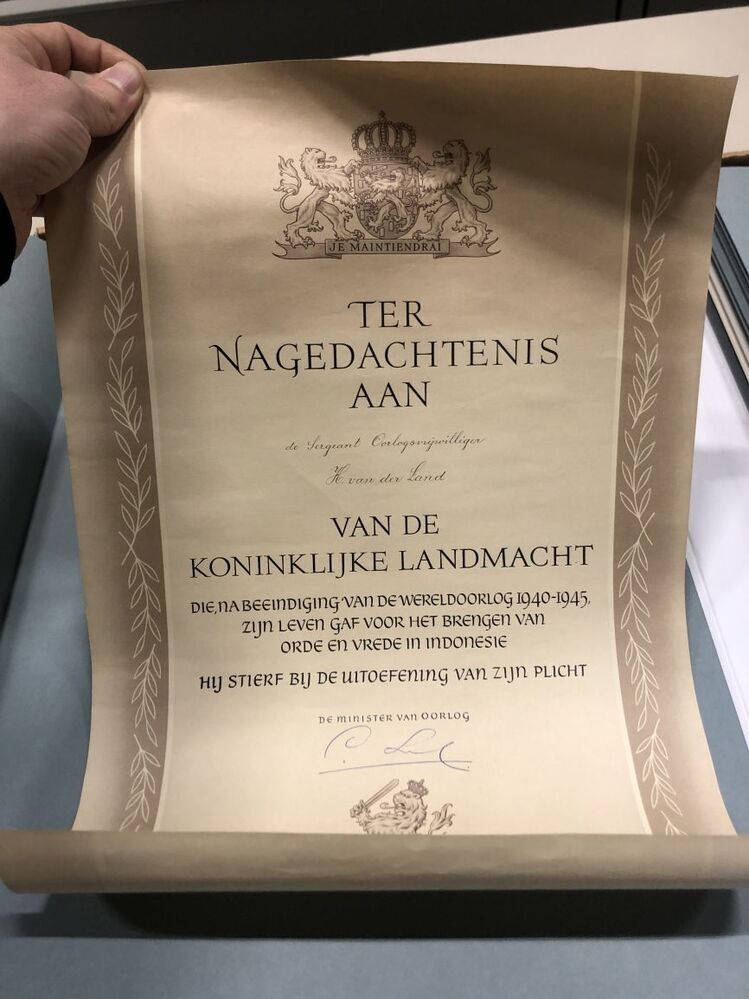 JE MAINTIENDRAI
TER
NAGEDACHTENIS
AAN
de Sergeant Oorlogsvrijwilliger
H. van der Land
VAN DE
KONINKLIJKE LANDMACHT
DIE, NA BEEINDIGING VAN DE WERELDOORLOG 1940-1945,
ZIJN LEVEN GAF VOOR HET BRENGEN VAN
ORDE EN VREDE IN INDONESIE
HIJ STIERF BIJ DE UITOEFENING VAN ZIJN PLICHT
DE MINISTER VAN OORLOG